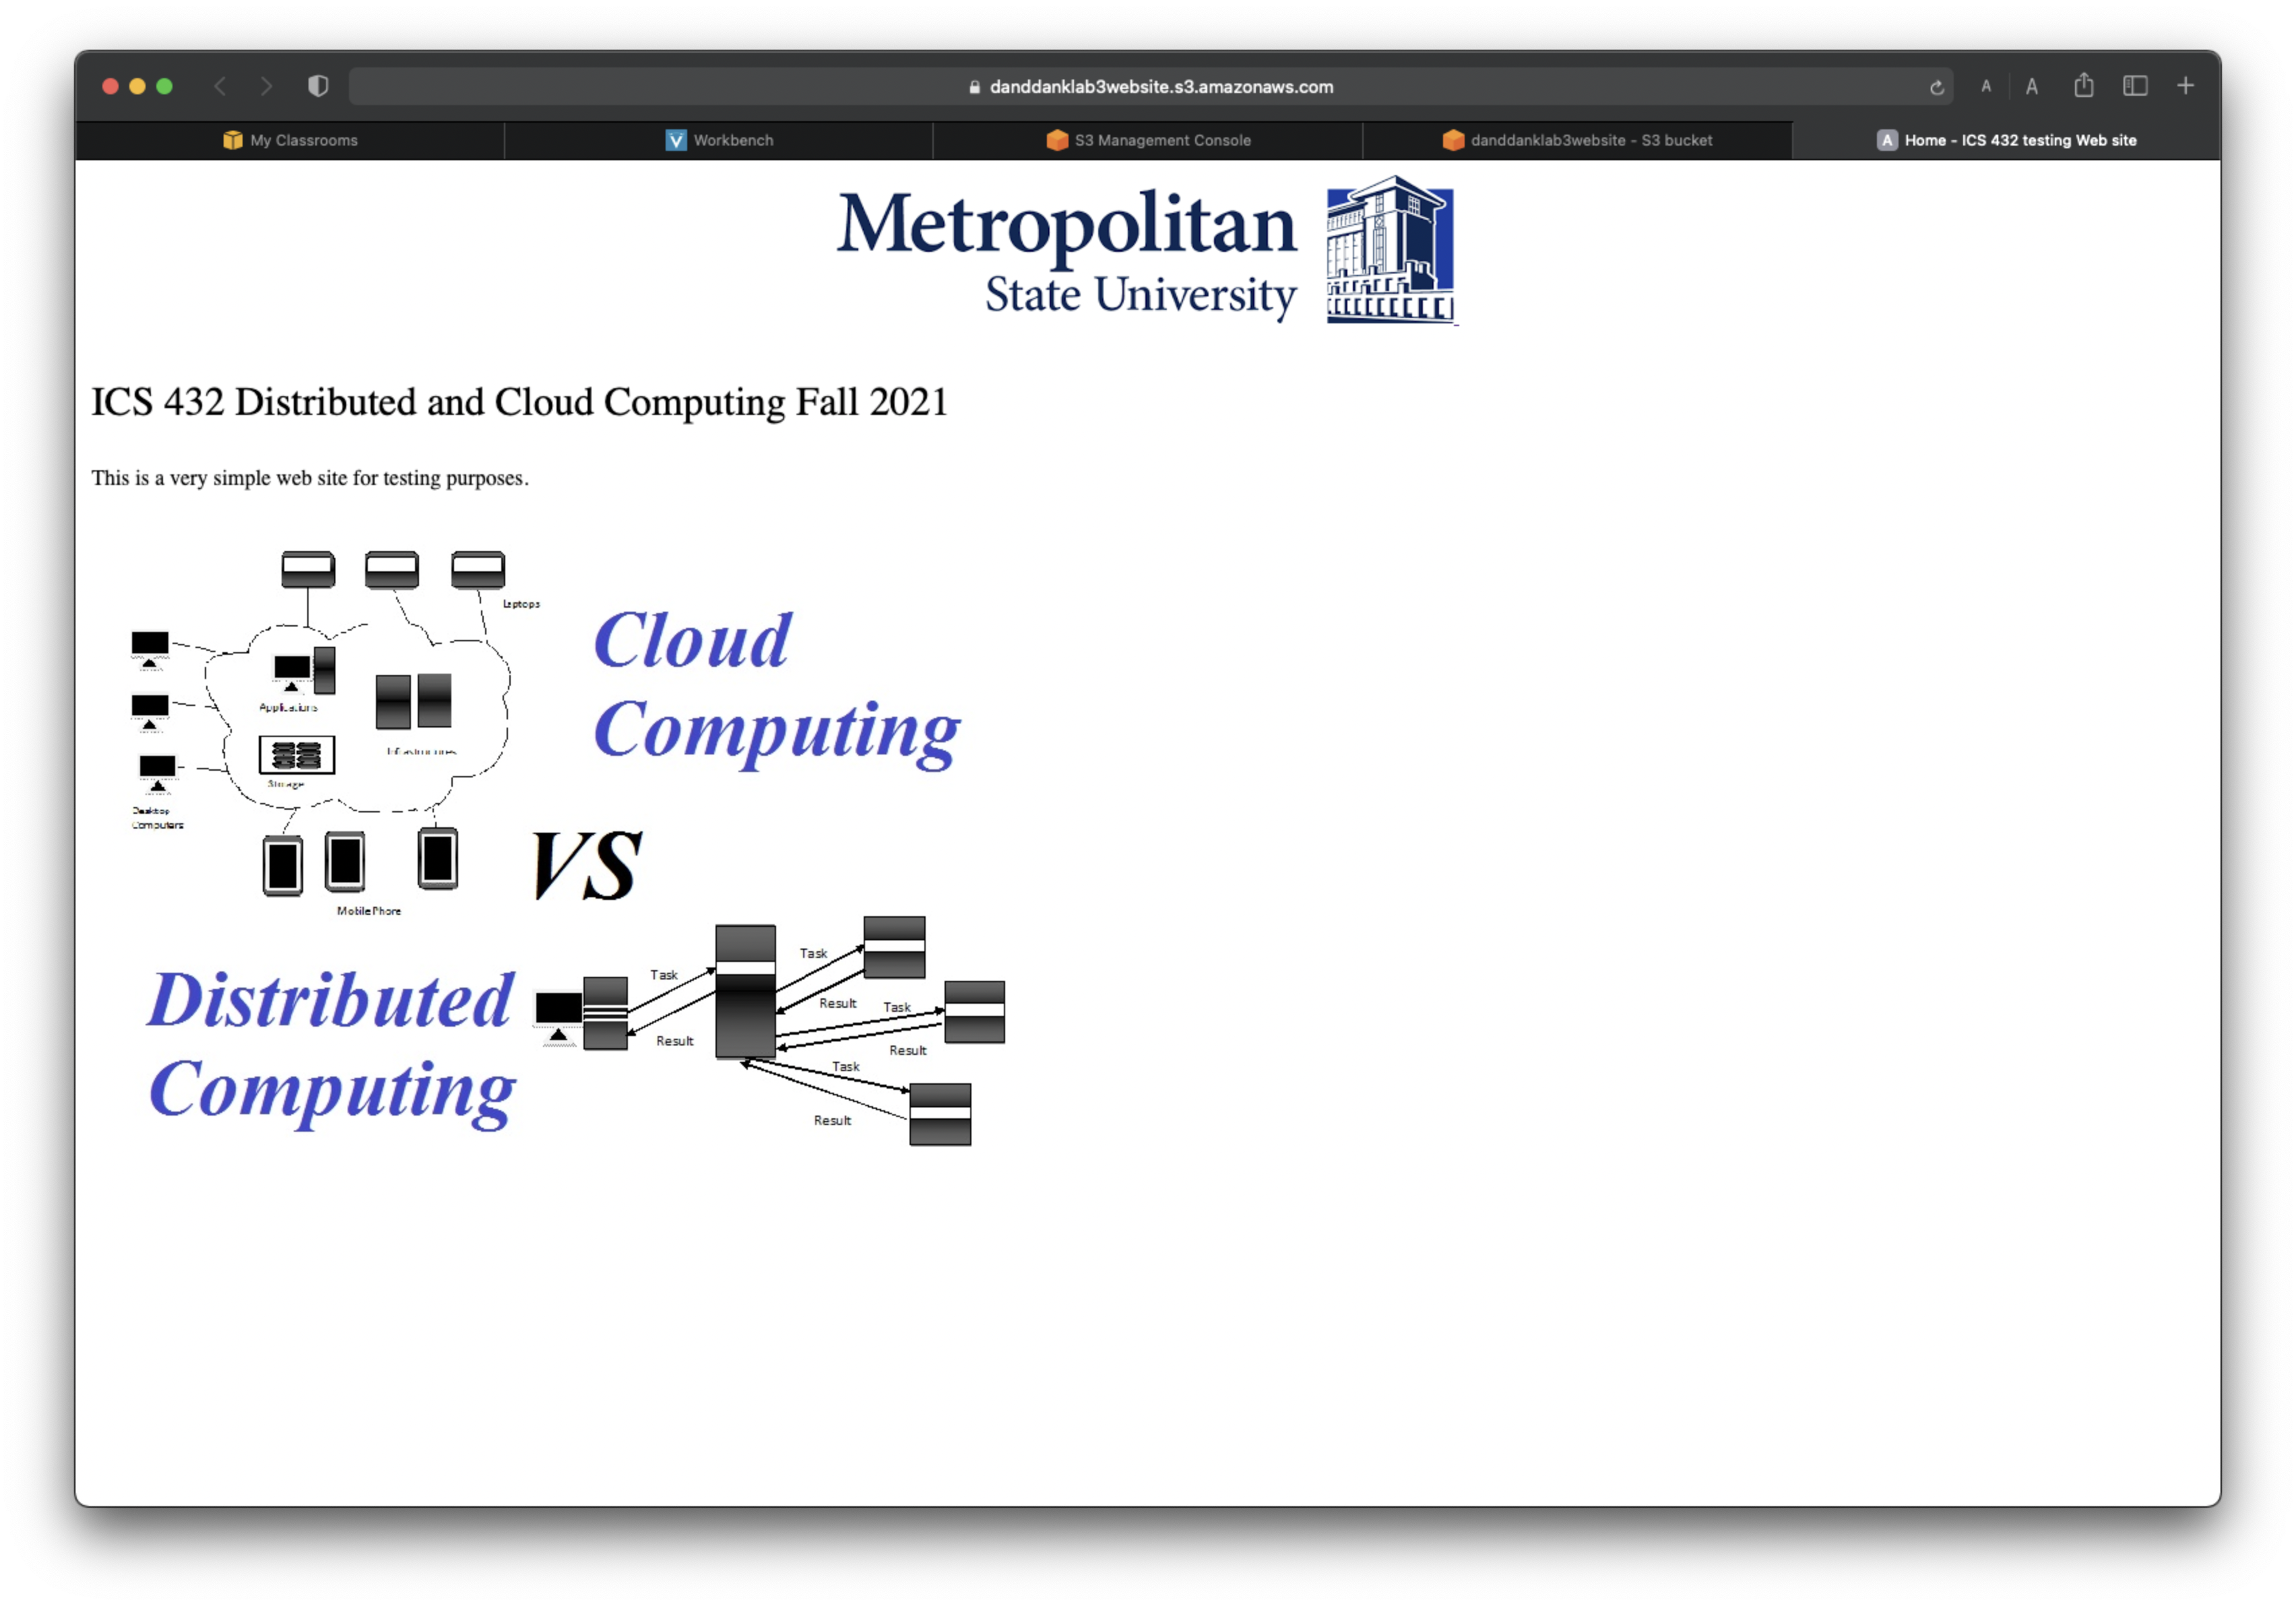 danddanklab3website.s3.amazonaws.com
A A
My Classrooms
Workbench
S3 Management Console
danddanklab3website - S3 bucket
A Home - ICS 432 testing Web site
Metropolitan
State University
ICS 432 Distributed and Cloud Computing Fall 2021
This is a very simple web site for testing purposes.
Laptops
Cloud
Computing
Applications
Storage
Desktop
Computers
VS
Mobile Phone
Distributed
Computing
Task
Result
Task
Result
Task
Result
Task
Result